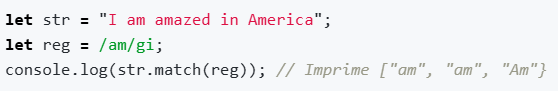 let str = "I am amazed in America";
let reg = /am/gi;
console.log(str.match(reg)); // Imprime ["am", "am", "Am"}